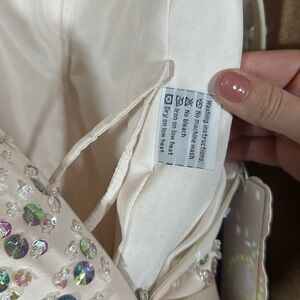 Washing instructions:
No machine wash
No bleach
Iron on low heat
Dry on low heat